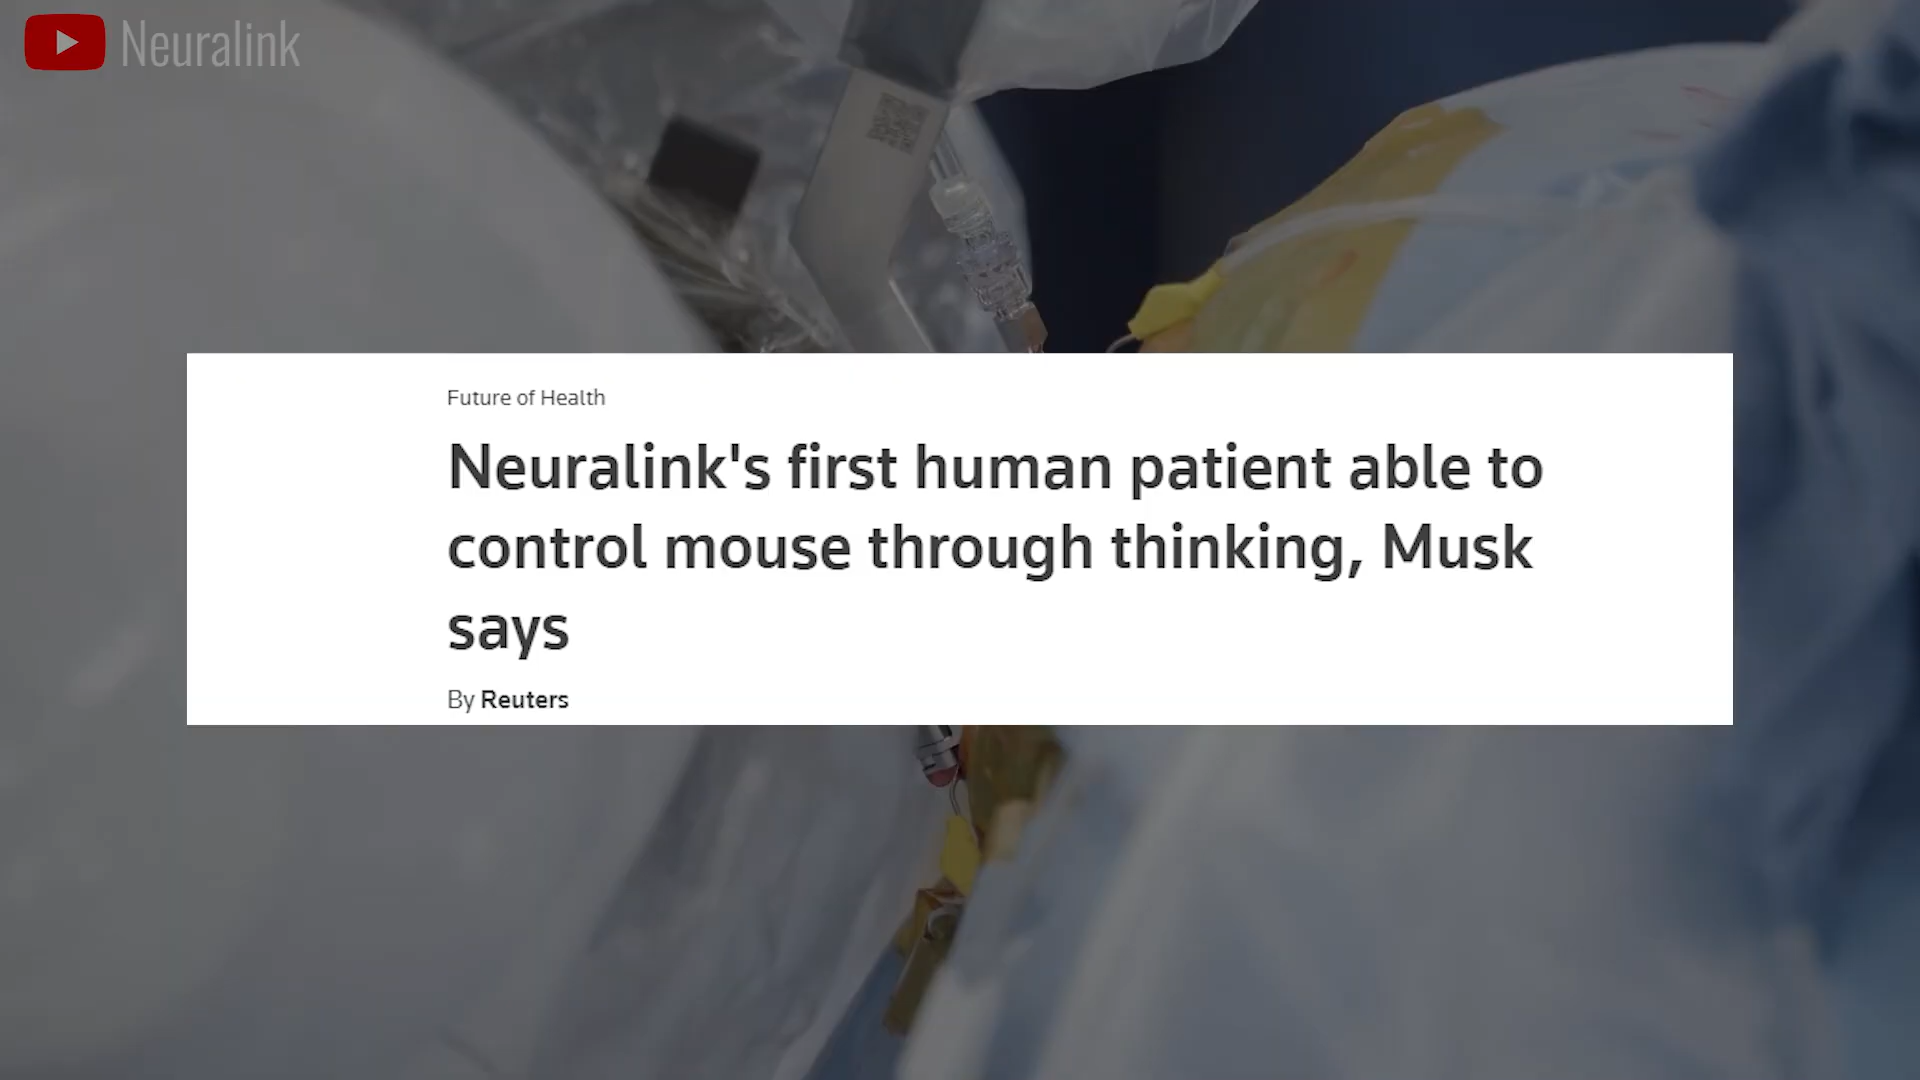 Neuralink
Future of Health
Neuralink's first human patient able to
control mouse through thinking, Musk
says
By Reuters